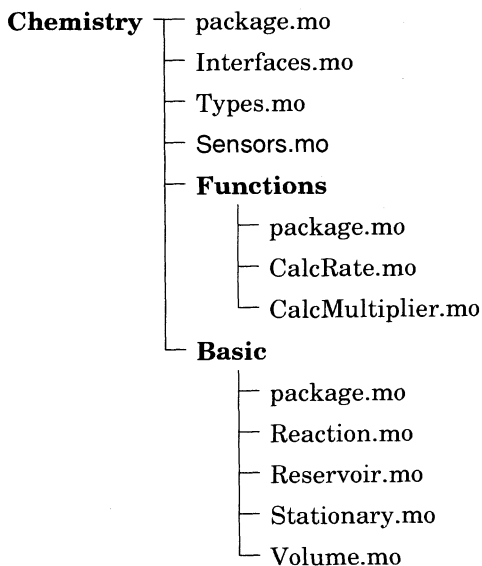 Chemistry package.mo
Interfaces.mo
Types.mo
Sensors.mo
Functions
package.mo
CalcRate.mo
CalcMultiplier.mo
Basic
package.mo
Reaction.mo
Reservoir.mo
Stationary.mo
Volume.mo